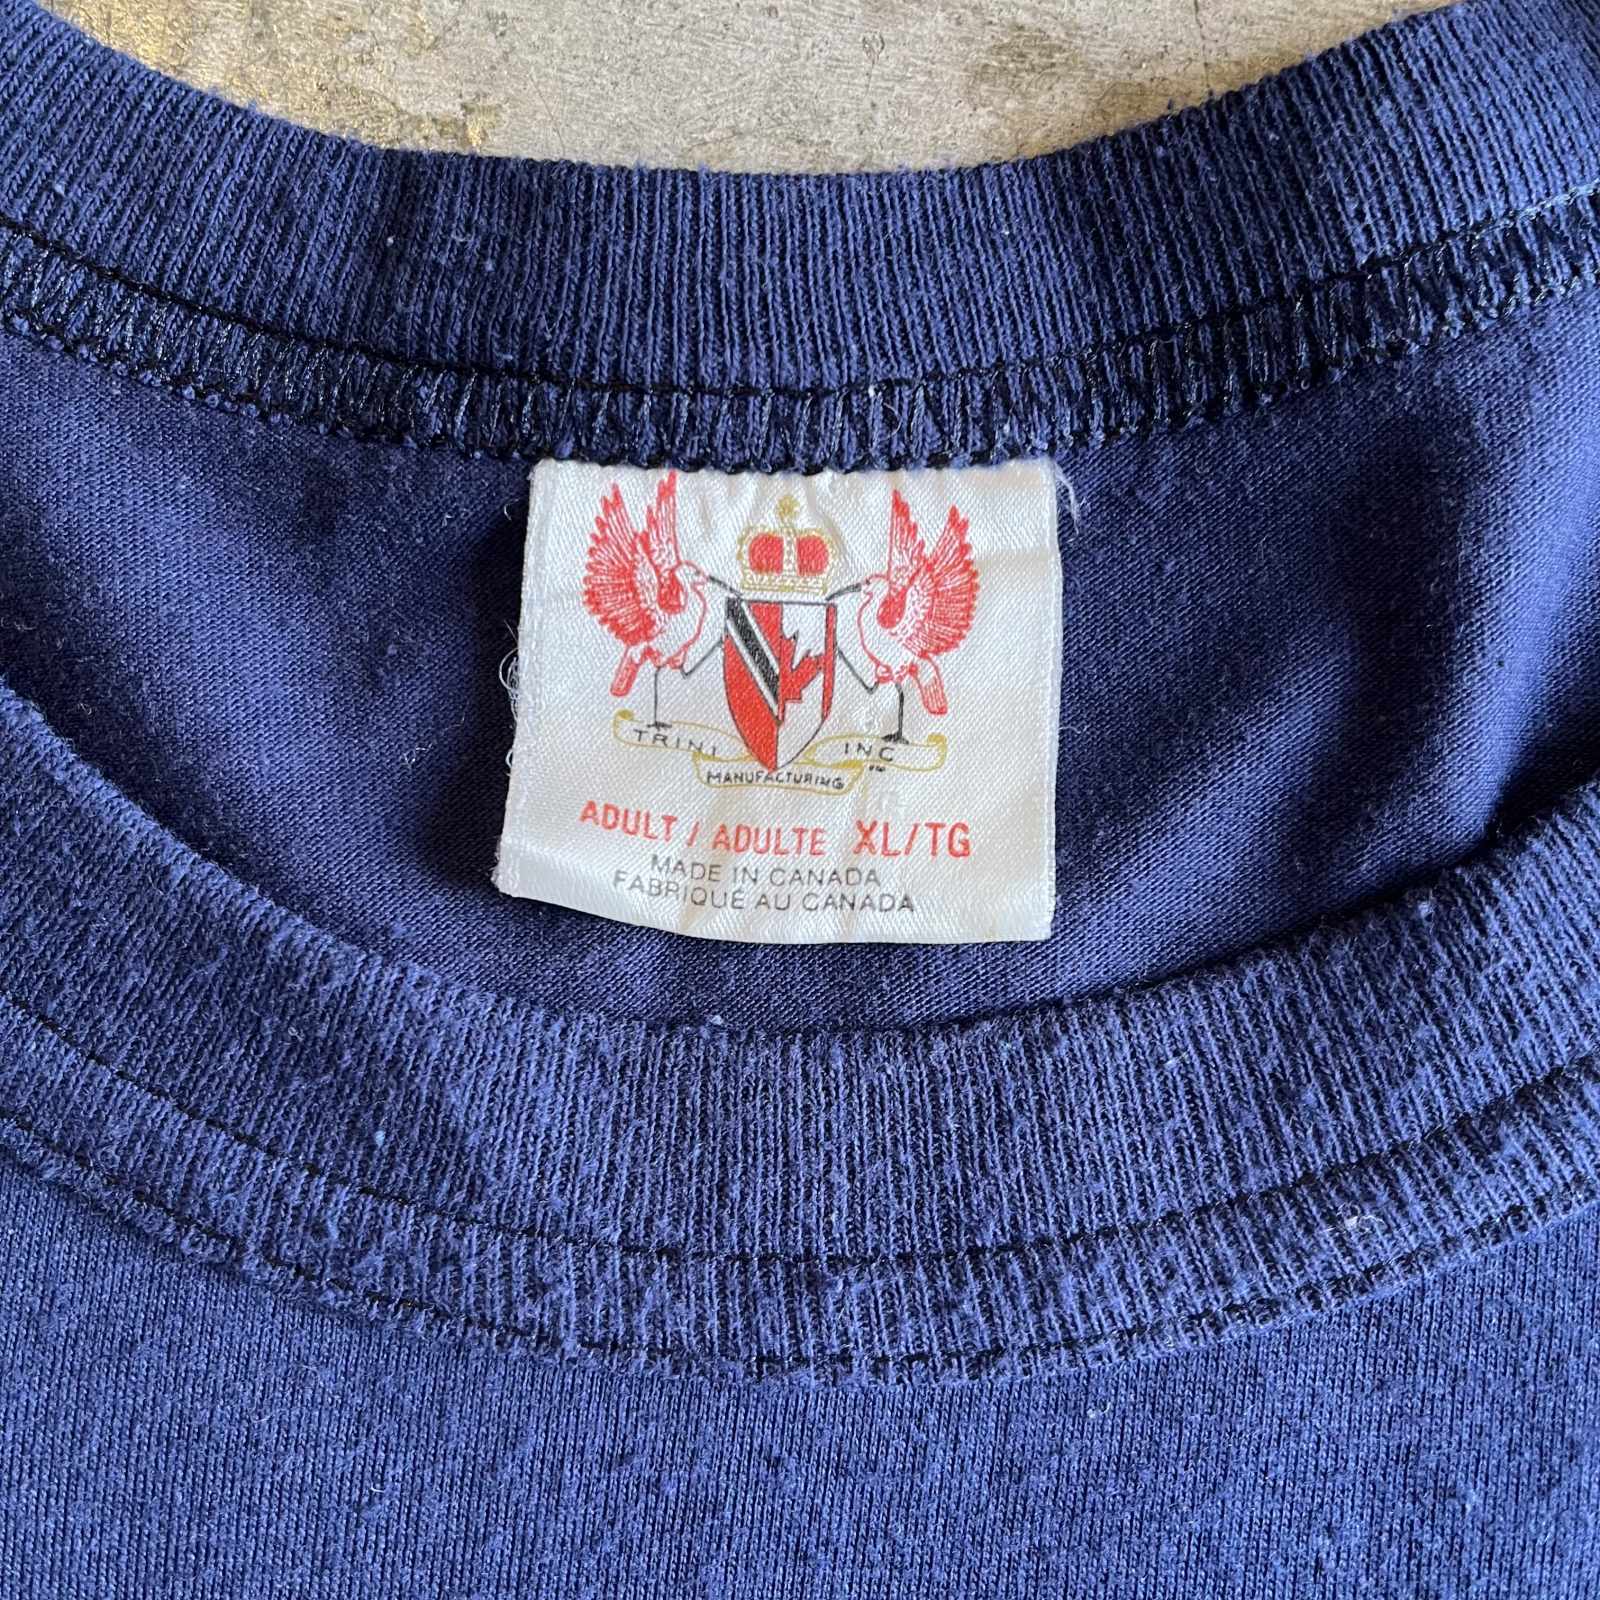 TRINI INC
MANUFACTURING
ADULT / ADULTE XL/TG
MADE IN CANADA
FABRIQUÉ AU CANADA